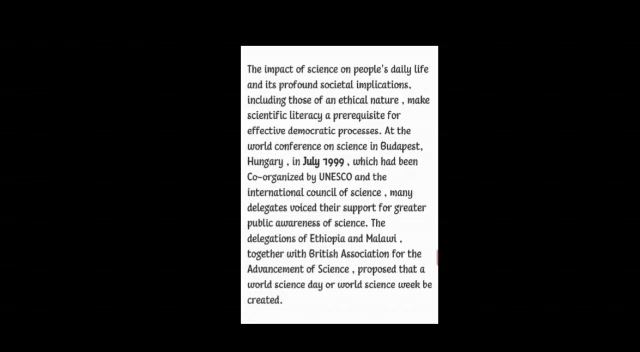 The impact of science on people's daily life
and its profound societal implications,
including those of an ethical nature , make
scientific literacy a prerequisite for
effective democratic processes. At the
world conference on science in Budapest,
Hungary , in July 1999 , which had been
Co-organized by UNESCO and the
international council of science , many
delegates voiced their support for greater
public awareness of science. The
delegations of Ethiopia and Malawi ,
together with British Association for the
Advancement of Science , proposed that a
world science day or world science week be
created.